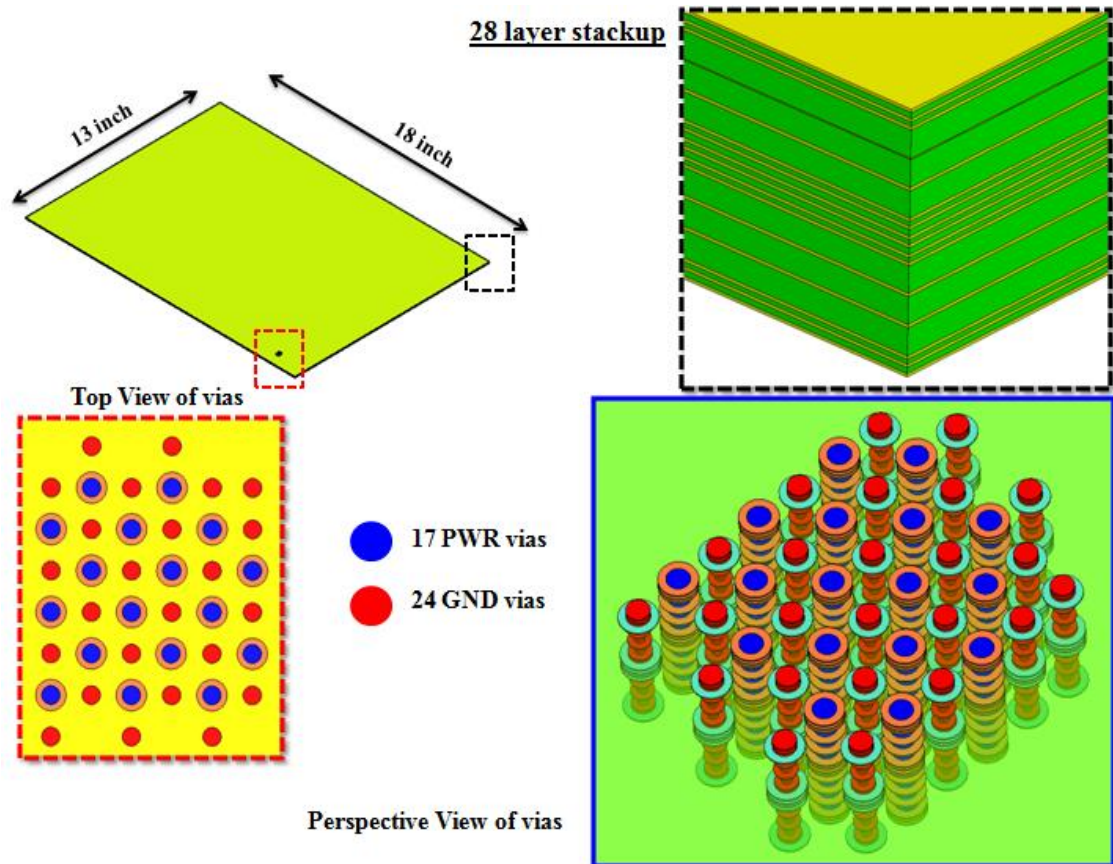 28 layer stackup
13 inch
18 inch
Top View of vias
17 PWR vias
24 GND vias
Perspective View of vias